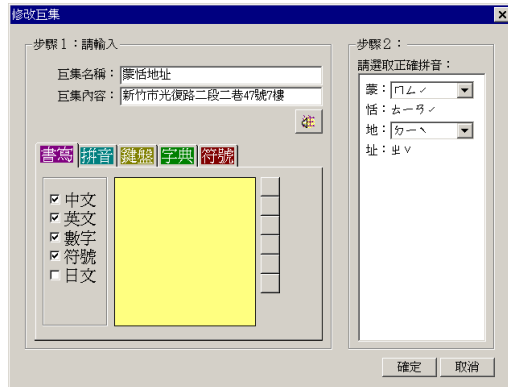 修改巨集
步驟1：請輸入
巨集名稱：蒙恬地址
巨集內容：新竹市光復路二段二巷47號7樓
書寫 拼音 鍵盤 字典 符號
中文
英文
數字
符號
日文
步驟2：
請選取正確拼音：
蒙：ㄇㄥˊ
恬：ㄊㄧㄢˊ
地：ㄉㄧˋ
址：ㄓˇ
確定 取消